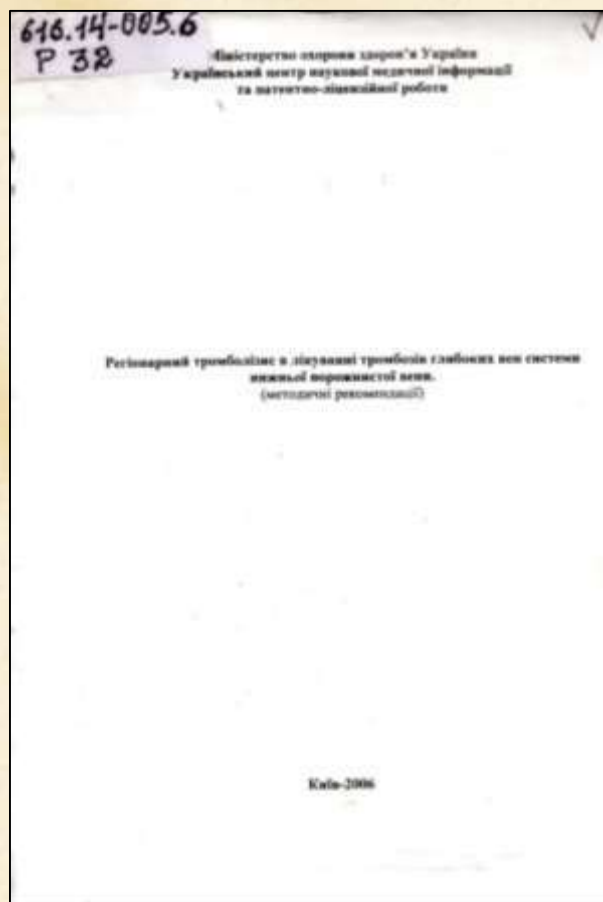 616.14-005.6
Р 32
Міністерство охорони здоров'я України
Український центр наукової медичної інформації
та патентно-ліцензійної роботи
Регіонарний тромболізис в лікуванні тромбозів глибоких вен системи
нижньої порожнистої вени.
(методичні рекомендації)
Київ-2006